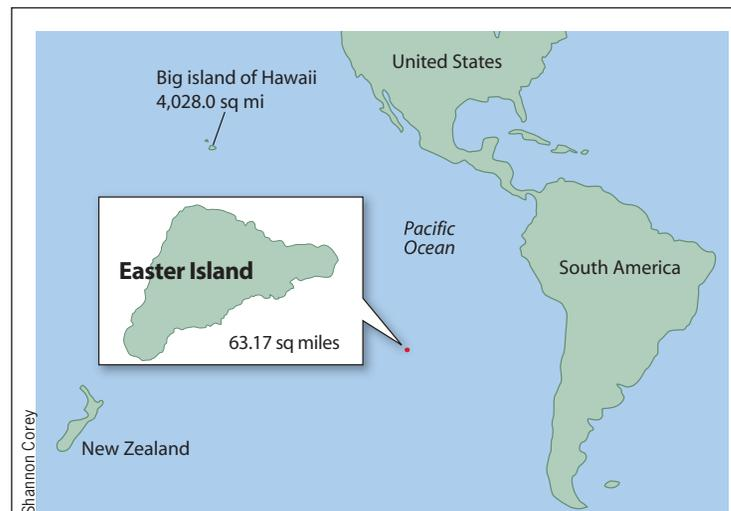 United States
Big island of Hawaii
4,028.0 sq mi
Pacific
Ocean
Easter Island
South America
63.17 sq miles
New Zealand
Shannon Corey